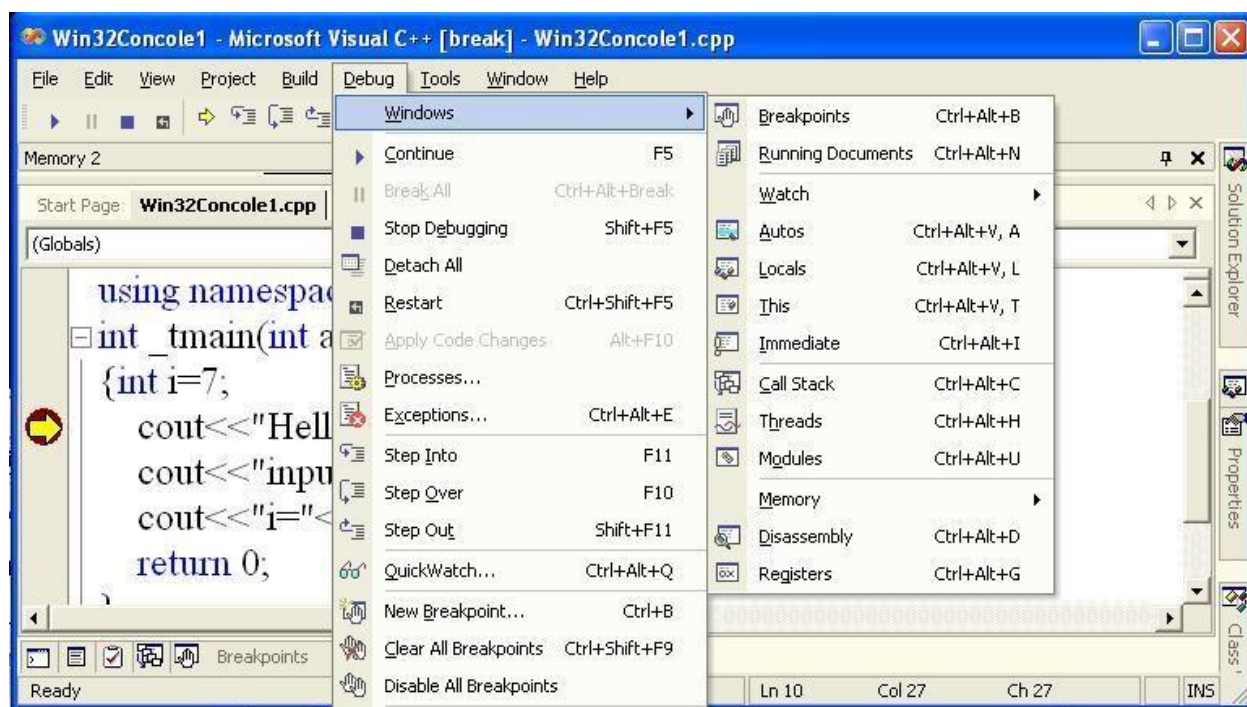 Win32Concole1 - Microsoft Visual C++ [break] - Win32Concole1.cpp
File Edit View Project Build Debug Tools Window Help
Memory 2
Start Page Win32Concole1.cpp
(Globals)
using namespac
int _tmain(int a
{int i=7;
cout<<"Hell
cout<<"inpu
cout<<"i="<
return 0;
}
Windows
Continue F5
Break All Ctrl+Alt+Break
Stop Debugging Shift+F5
Detach All
Restart Ctrl+Shift+F5
Apply Code Changes Alt+F10
Processes...
Exceptions... Ctrl+Alt+E
Step Into F11
Step Over F10
Step Out Shift+F11
QuickWatch... Ctrl+Alt+Q
New Breakpoint... Ctrl+B
Clear All Breakpoints Ctrl+Shift+F9
Disable All Breakpoints
Breakpoints Ctrl+Alt+B
Running Documents Ctrl+Alt+N
Watch
Autos Ctrl+Alt+V, A
Locals Ctrl+Alt+V, L
This Ctrl+Alt+V, T
Immediate Ctrl+Alt+I
Call Stack Ctrl+Alt+C
Threads Ctrl+Alt+H
Modules Ctrl+Alt+U
Memory
Disassembly Ctrl+Alt+D
Registers Ctrl+Alt+G
Solution Explorer
Properties
Class
Breakpoints
Ready Ln 10 Col 27 Ch 27 INS